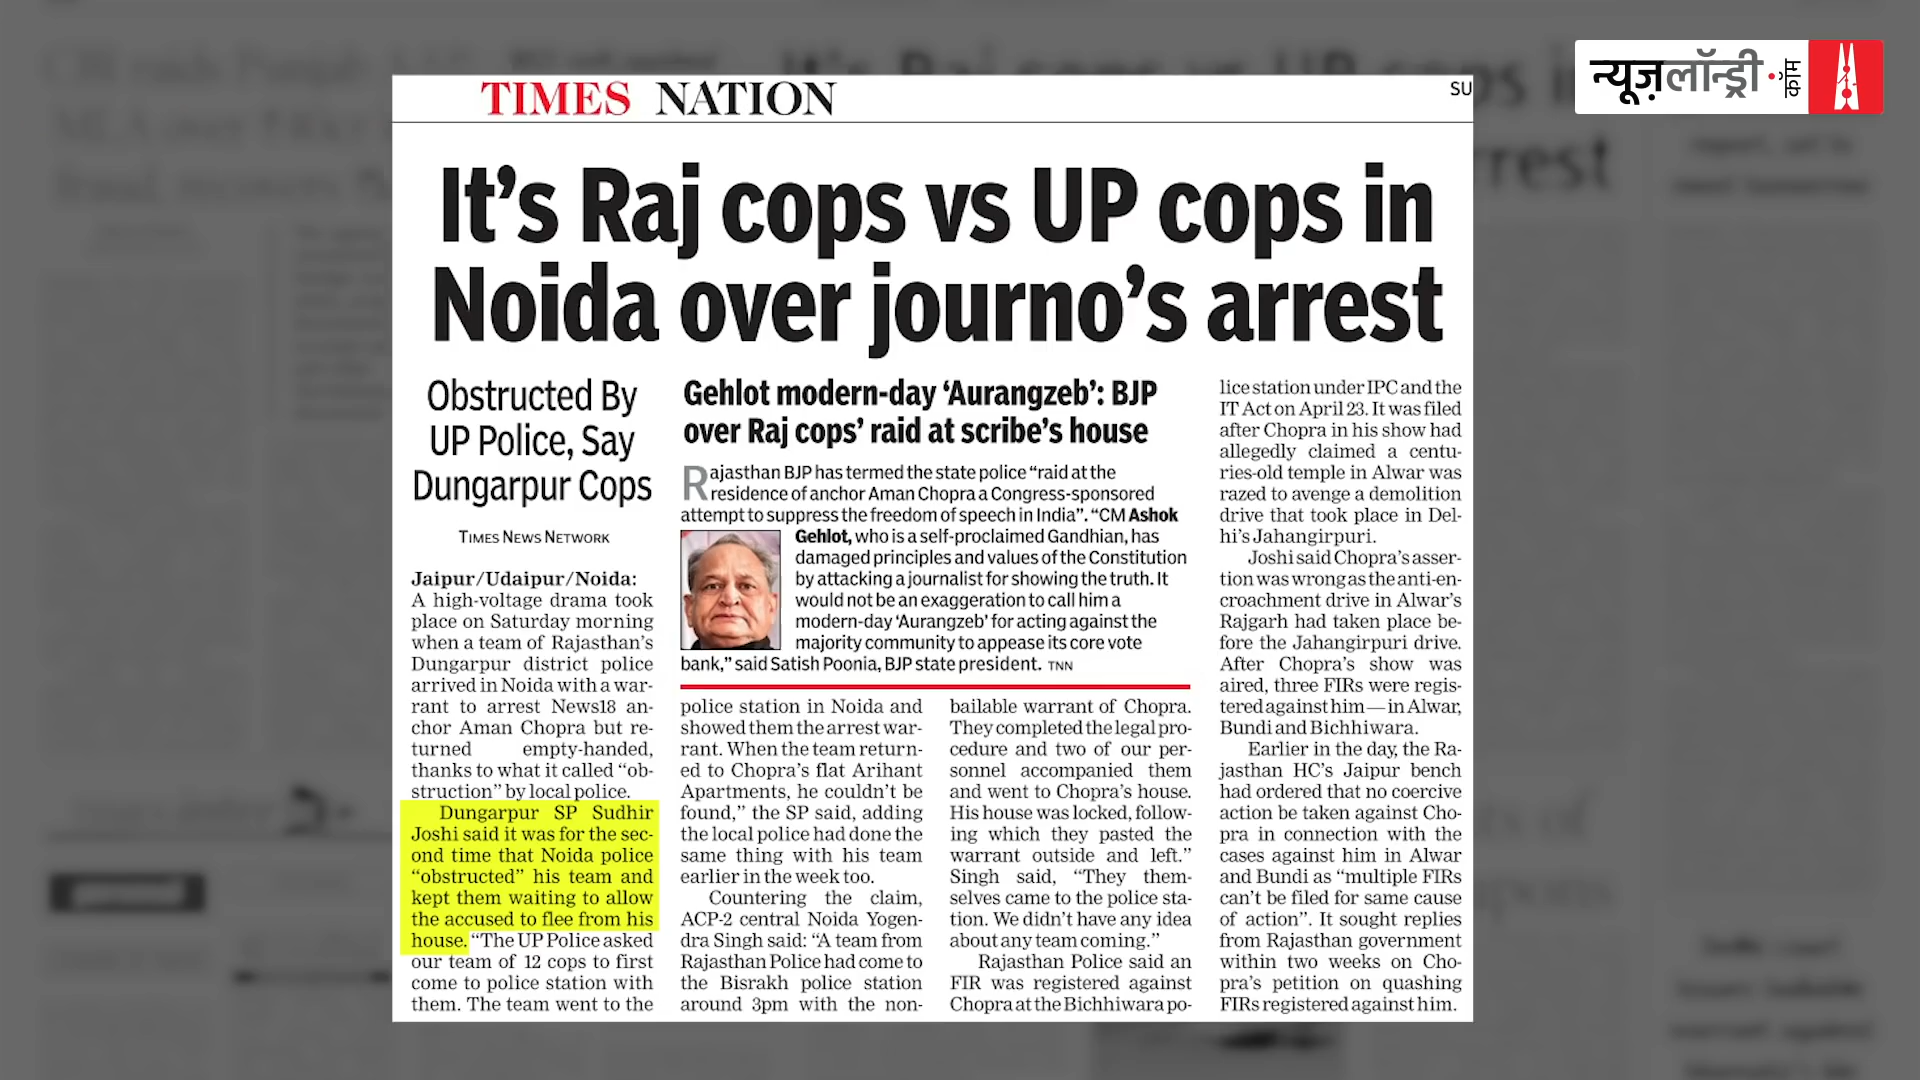 न्यूज़लॉन्ड्री.कॉम
TIMES NATION
SU
It's Raj cops vs UP cops in
Noida over journo's arrest
Obstructed By
UP Police, Say
Dungarpur Cops
TIMES NEWS NETWORK
Jaipur/Udaipur/Noida:
A high-voltage drama took
place on Saturday morning
when a team of Rajasthan's
Dungarpur district police
arrived in Noida with a war-
rant to arrest News18 an-
chor Aman Chopra but re-
turned empty-handed,
thanks to what it called “ob-
struction” by local police.
Dungarpur SP Sudhir
Joshi said it was for the sec-
ond time that Noida police
“obstructed” his team and
kept them waiting to allow
the accused to flee from his
house. “The UP Police asked
our team of 12 cops to first
come to police station with
them. The team went to the
Gehlot modern-day ‘Aurangzeb’: BJP
over Raj cops’ raid at scribe’s house
Rajasthan BJP has termed the state police “raid at the
residence of anchor Aman Chopra a Congress-sponsored
attempt to suppress the freedom of speech in India”. “CM Ashok
Gehlot, who is a self-proclaimed Gandhian, has
damaged principles and values of the Constitution
by attacking a journalist for showing the truth. It
would not be an exaggeration to call him a
modern-day ‘Aurangzeb’ for acting against the
majority community to appease its core vote
bank,” said Satish Poonia, BJP state president. TNN
police station in Noida and
showed them the arrest war-
rant. When the team return-
ed to Chopra's flat Arihant
Apartments, he couldn't be
found,” the SP said, adding
the local police had done the
same thing with his team
earlier in the week too.
Countering the claim,
ACP-2 central Noida Yogen-
dra Singh said: “A team from
Rajasthan Police had come to
the Bisrakh police station
around 3pm with the non-
bailable warrant of Chopra.
They completed the legal pro-
cedure and two of our per-
sonnel accompanied them
and went to Chopra's house.
His house was locked, follow-
ing which they pasted the
warrant outside and left.”
Singh said, “They them-
selves came to the police sta-
tion. We didn't have any idea
about any team coming.”
Rajasthan Police said an
FIR was registered against
Chopra at the Bichhiwara po-
lice station under IPC and the
IT Act on April 23. It was filed
after Chopra in his show had
allegedly claimed a centu-
ries-old temple in Alwar was
razed to avenge a demolition
drive that took place in Del-
hi's Jahangirpuri.
Joshi said Chopra's asser-
tion was wrong as the anti-en-
croachment drive in Alwar's
Rajgarh had taken place be-
fore the Jahangirpuri drive.
After Chopra's show was
aired, three FIRs were regis-
tered against him—in Alwar,
Bundi and Bichhiwara.
Earlier in the day, the Ra-
jasthan HC's Jaipur bench
had ordered that no coercive
action be taken against Cho-
pra in connection with the
cases against him in Alwar
and Bundi as “multiple FIRs
can't be filed for same cause
of action”. It sought replies
from Rajasthan government
within two weeks on Cho-
pra's petition on quashing
FIRs registered against him.